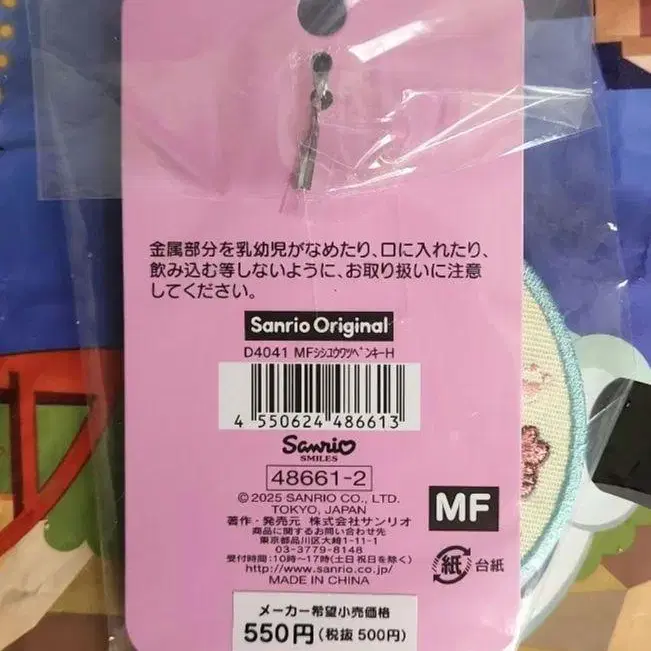 金属部分を乳幼児がなめたり、口に入れたり、
飲み込む等しないように、お取り扱いに注意
してください。
Sanrio Original
D4041 MFシシュウワッペンキーH
4 550624 486613
Sanrio
SMILES
48661-2
©2025 SANRIO CO., LTD.
TOKYO, JAPAN
著作・発売元 株式会社サンリオ
商品に関するお問い合わせ先
東京都品川区大崎1-11-1
03-3779-8148
受付時間:10時〜17時(土日祝日を除く)
http://www.sanrio.co.jp/
MADE IN CHINA
MF
紙 台紙
メーカー希望小売価格
550円(税抜500円)